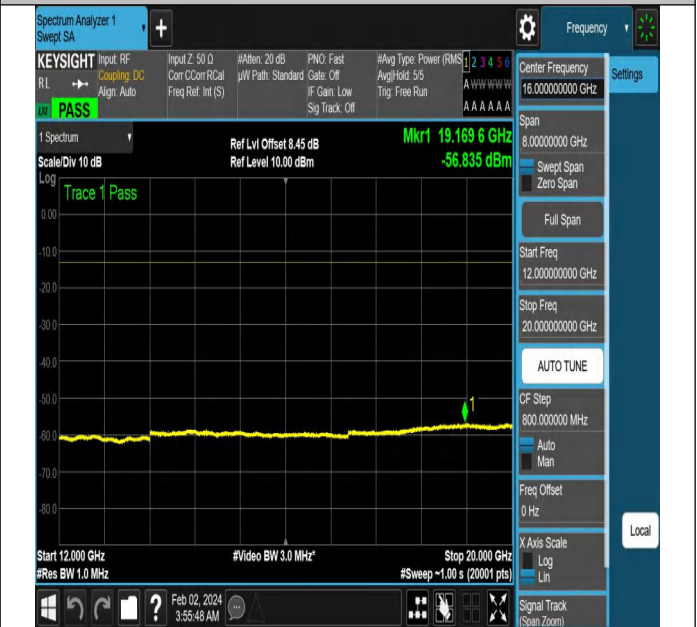 Spectrum Analyzer 1
Swept SA
+
Frequency
KEYSIGHT
RL
PASS
Input: RF
Coupling: DC
Align: Auto
Input Z: 50 Ω
Corr CCorr RCal
Freq Ref: Int (S)
#Atten: 20 dB
µW Path: Standard
PNO: Fast
Gate: Off
IF Gain: Low
Sig Track: Off
#Avg Type: Power (RMS
Avg|Hold: 5/5
Trig: Free Run
1 2 3 4 5 6
A W W W W W
A A A A A A
Center Frequency
16.000000000 GHz
Settings
1 Spectrum
Scale/Div 10 dB
Ref Lvl Offset 8.45 dB
Ref Level 10.00 dBm
Mkr1 19.169 6 GHz
-56.835 dBm
Log
Trace 1 Pass
0.00
-10.0
-20.0
-30.0
-40.0
-50.0
-60.0
-70.0
-80.0
1
Start 12.000 GHz
#Res BW 1.0 MHz
#Video BW 3.0 MHz*
Stop 20.000 GHz
#Sweep ~1.00 s (20001 pts)
Span
8.00000000 GHz
Swept Span
Zero Span
Full Span
Start Freq
12.000000000 GHz
Stop Freq
20.000000000 GHz
AUTO TUNE
CF Step
800.000000 MHz
Auto
Man
Freq Offset
0 Hz
X Axis Scale
Log
Lin
Local
Signal Track
(Span Zoom)
?
Feb 02, 2024
3:55:48 AM